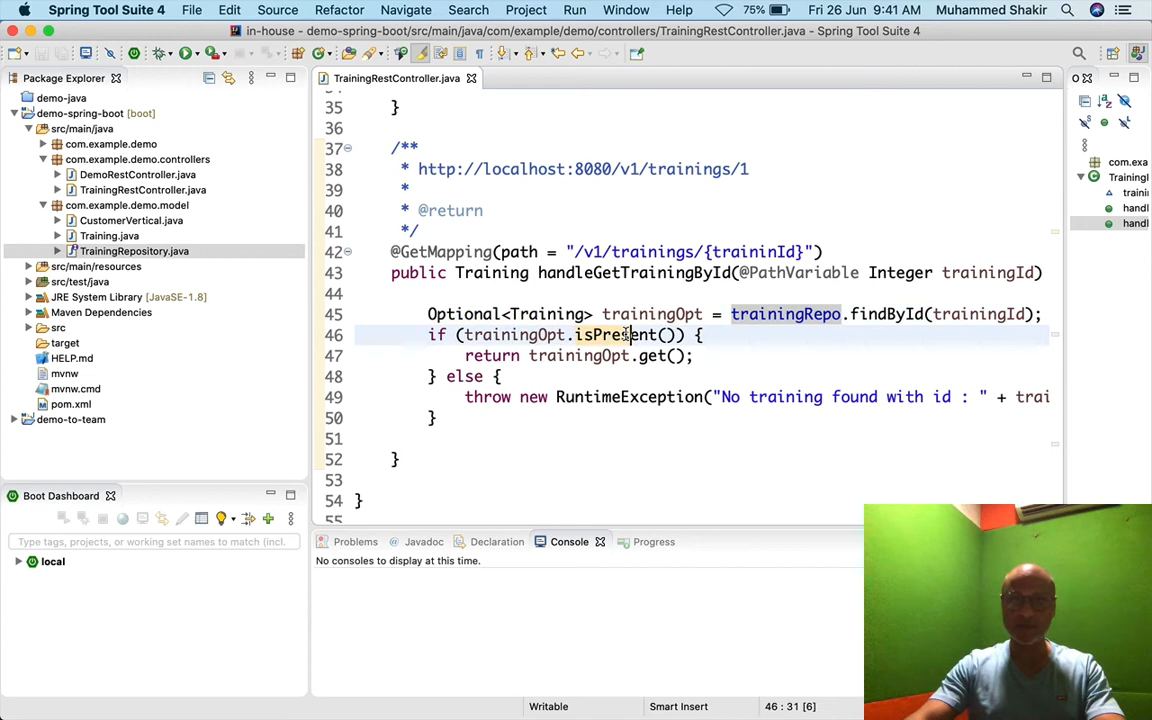 Spring Tool Suite 4 File Edit Source Refactor Navigate Search Project Run Window Help 75% Fri 26 Jun 9:41 AM Muhammed Shakir
in-house - demo-spring-boot/src/main/java/com/example/demo/controllers/TrainingRestController.java - Spring Tool Suite 4
Package Explorer
demo-java
demo-spring-boot [boot]
src/main/java
com.example.demo
com.example.demo.controllers
DemoRestController.java
TrainingRestController.java
com.example.demo.model
CustomerVertical.java
Training.java
TrainingRepository.java
src/main/resources
src/test/java
JRE System Library [JavaSE-1.8]
Maven Dependencies
src
target
HELP.md
mvnw
mvnw.cmd
pom.xml
demo-to-team
Boot Dashboard
Type tags, projects, or working set names to match (incl.
local
TrainingRestController.java
35 }
36
37 /**
38 * http://localhost:8080/v1/trainings/1
39 *
40 * @return
41 */
42 @GetMapping(path = "/v1/trainings/{traininId}")
43 public Training handleGetTrainingById(@PathVariable Integer trainingId)
44
45 Optional<Training> trainingOpt = trainingRepo.findById(trainingId);
46 if (trainingOpt.isPresent()) {
47 return trainingOpt.get();
48 } else {
49 throw new RuntimeException("No training found with id : " + trai
50 }
51
52 }
53
54 }
55
Problems Javadoc Declaration Console Progress
No consoles to display at this time.
Writable Smart Insert 46 : 31 [6]
O
com.exa
TrainingI
traini
handl
handl